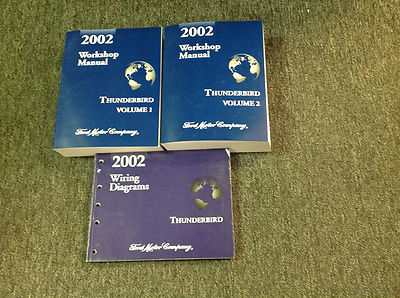 2002
Workshop
Manual
THUNDERBIRD
VOLUME 1
Ford Motor Company,
2002
Workshop
Manual
THUNDERBIRD
VOLUME 2
Ford Motor Company,
2002
Wiring
Diagrams
THUNDERBIRD
Ford Motor Company,